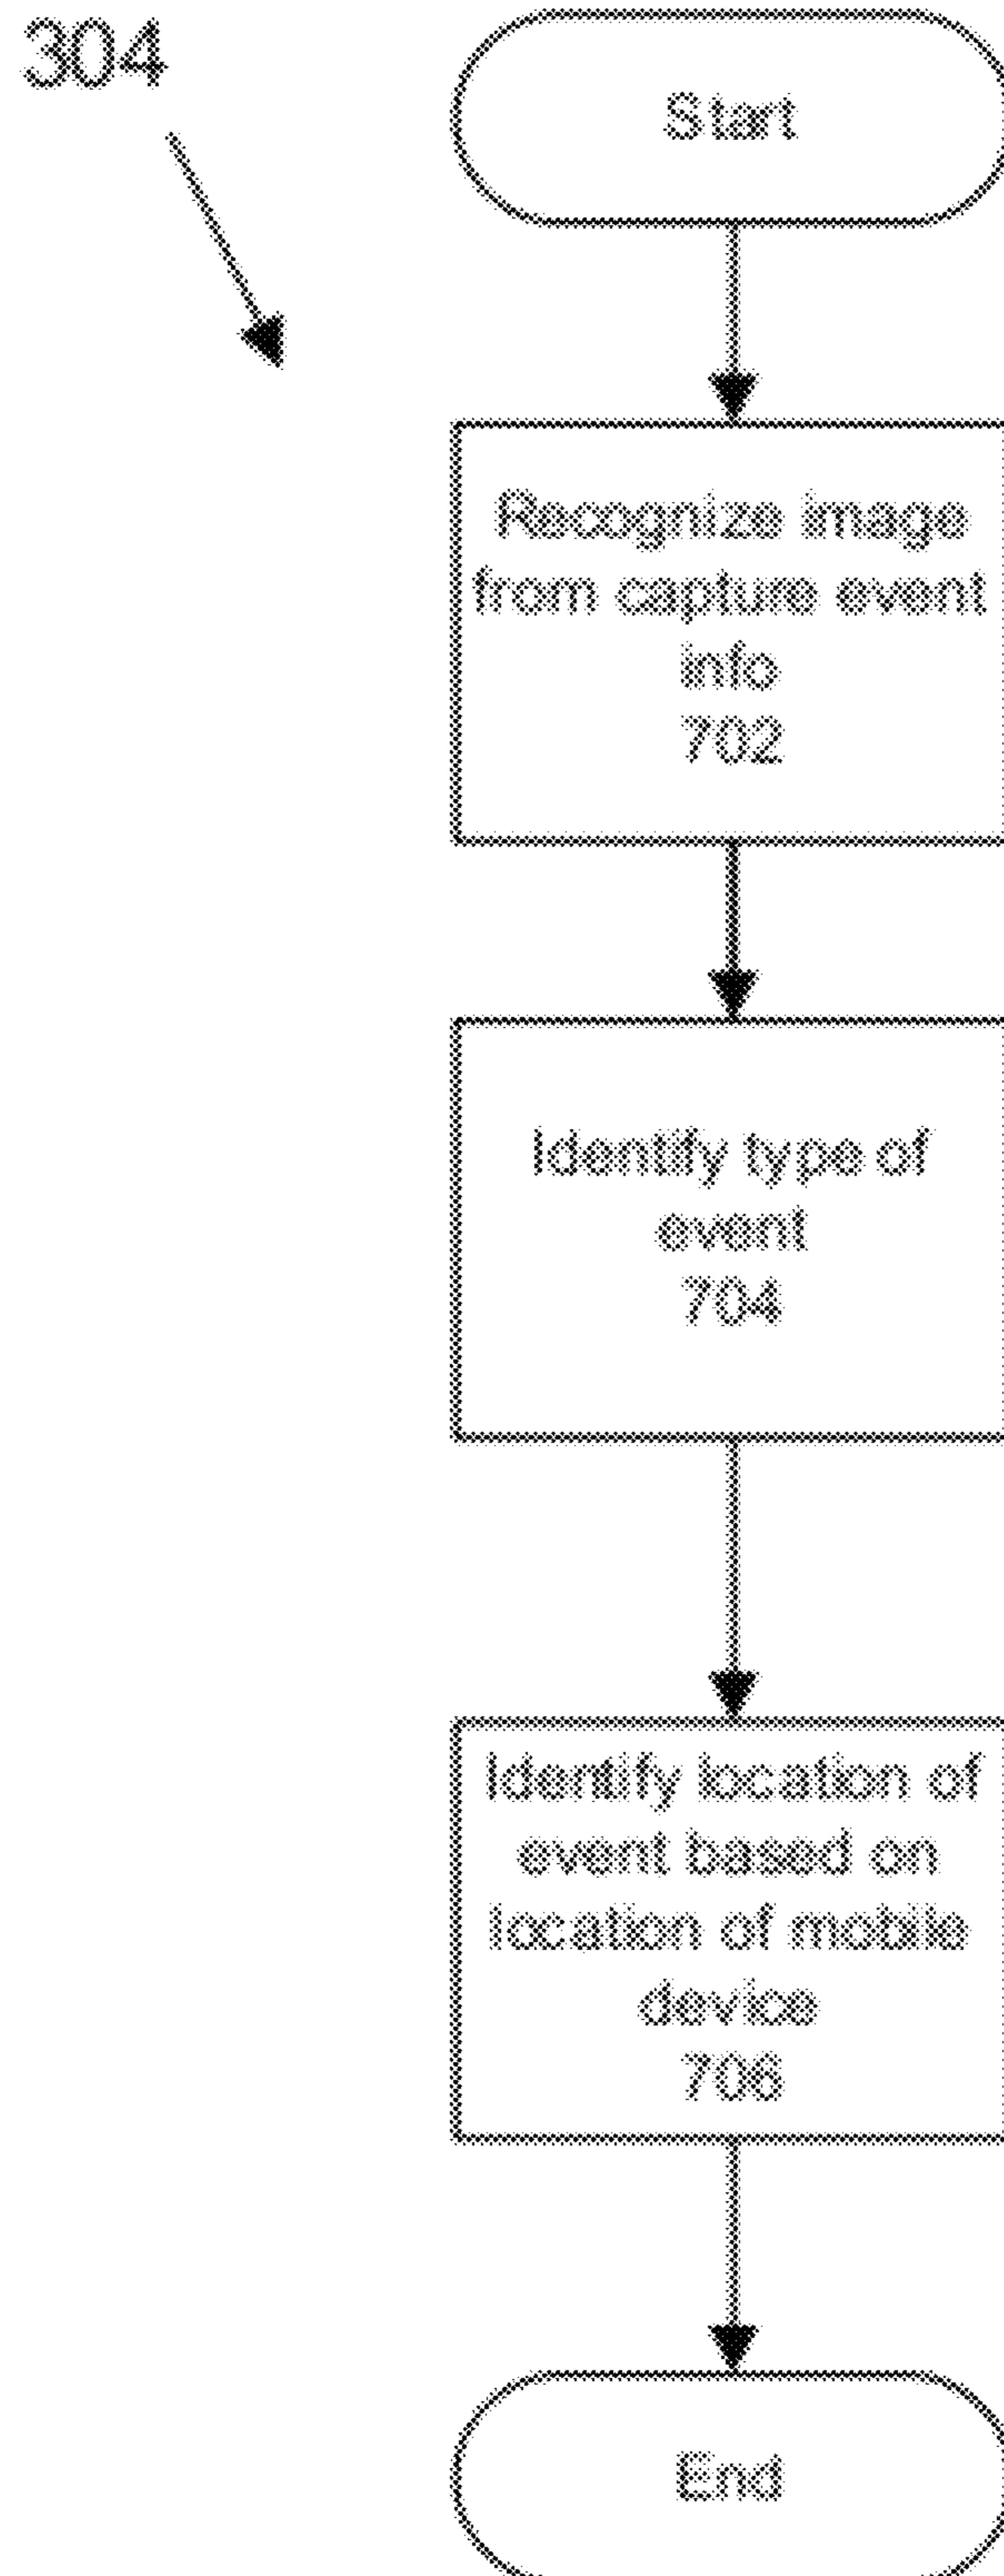 304
Start
Recognize image
from capture event
info
702
Identify type of
event
704
Identify location of
event based on
location of mobile
device
706
End